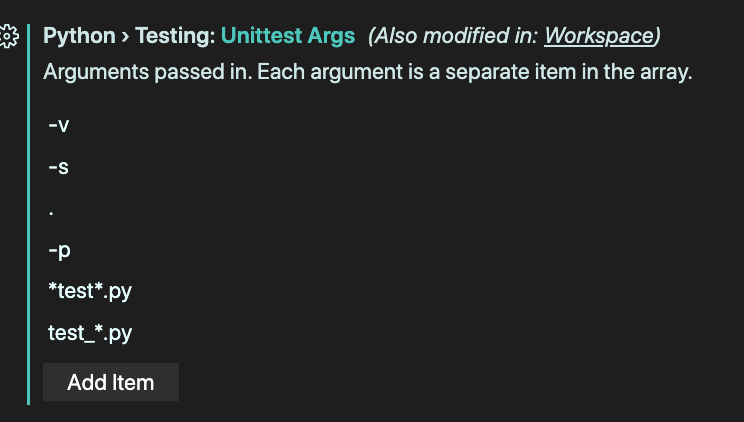 Python › Testing: Unittest Args (Also modified in: Workspace)
Arguments passed in. Each argument is a separate item in the array.
-v
-s
.
-p
*test*.py
test_*.py
Add Item